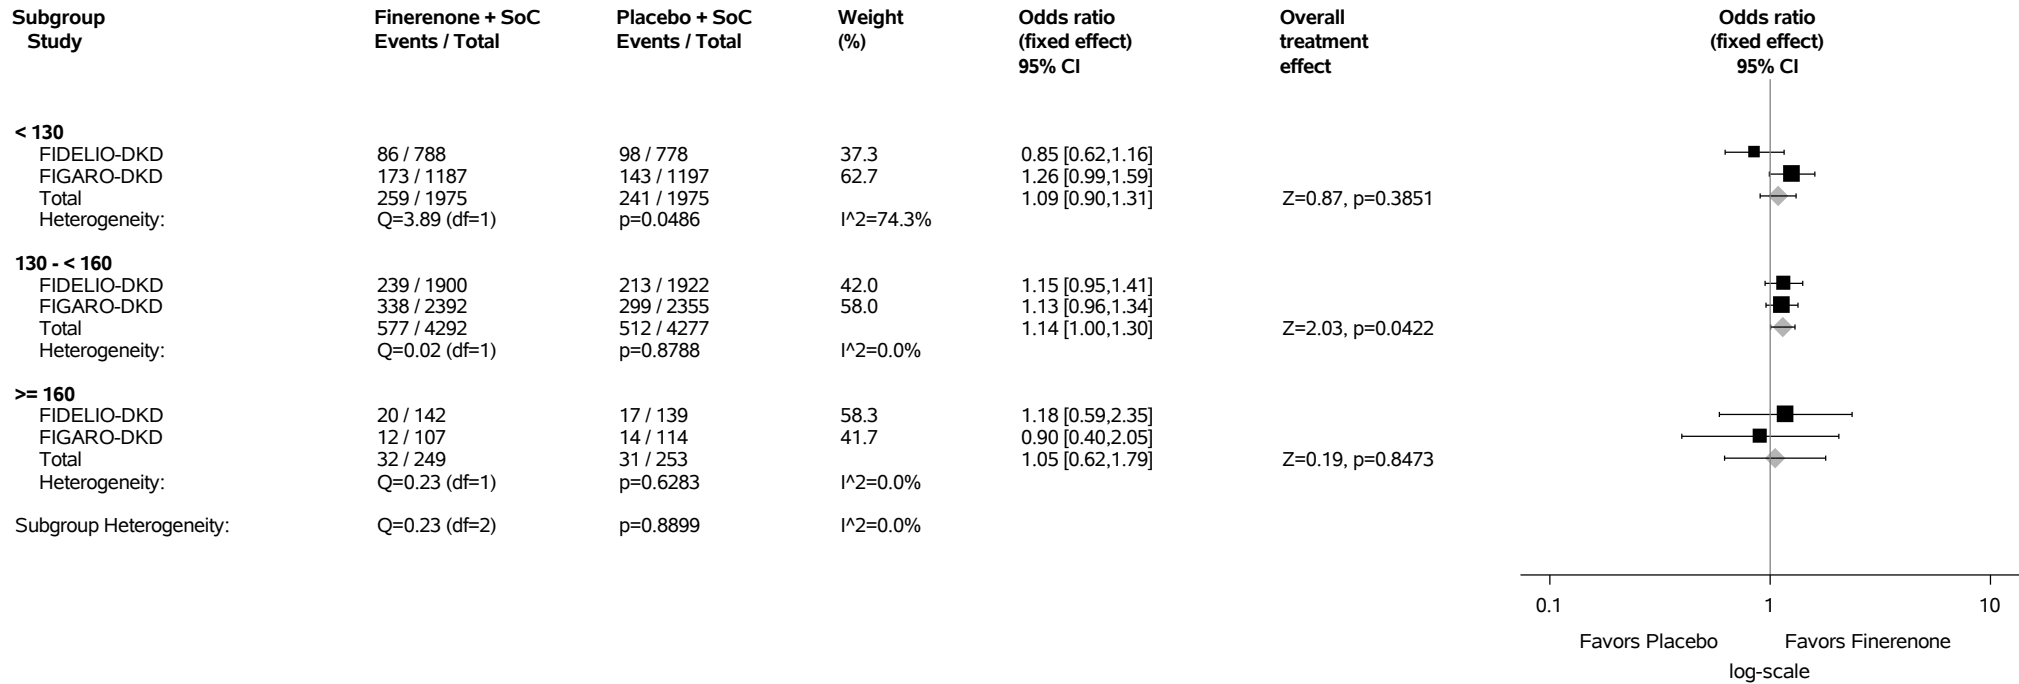 Subgroup Finerenone + SoC Placebo + SoC Weight Odds ratio Overall Odds ratio
Study Events / Total Events / Total (%) (fixed effect) treatment (fixed effect)
95% CI effect 95% CI
< 130
FIDELIO-DKD 86 / 788 98 / 778 37.3 0.85 [0.62,1.16]
FIGARO-DKD 173 / 1187 143 / 1197 62.7 1.26 [0.99,1.59]
Total 259 / 1975 241 / 1975 1.09 [0.90,1.31] Z=0.87, p=0.3851
Heterogeneity: Q=3.89 (df=1) p=0.0486 I^2=74.3%
130 - < 160
FIDELIO-DKD 239 / 1900 213 / 1922 42.0 1.15 [0.95,1.41]
FIGARO-DKD 338 / 2392 299 / 2355 58.0 1.13 [0.96,1.34]
Total 577 / 4292 512 / 4277 1.14 [1.00,1.30] Z=2.03, p=0.0422
Heterogeneity: Q=0.02 (df=1) p=0.8788 I^2=0.0%
>= 160
FIDELIO-DKD 20 / 142 17 / 139 58.3 1.18 [0.59,2.35]
FIGARO-DKD 12 / 107 14 / 114 41.7 0.90 [0.40,2.05]
Total 32 / 249 31 / 253 1.05 [0.62,1.79] Z=0.19, p=0.8473
Heterogeneity: Q=0.23 (df=1) p=0.6283 I^2=0.0%
Subgroup Heterogeneity: Q=0.23 (df=2) p=0.8899 I^2=0.0%
0.1 1 10
Favors Placebo Favors Finerenone
log-scale